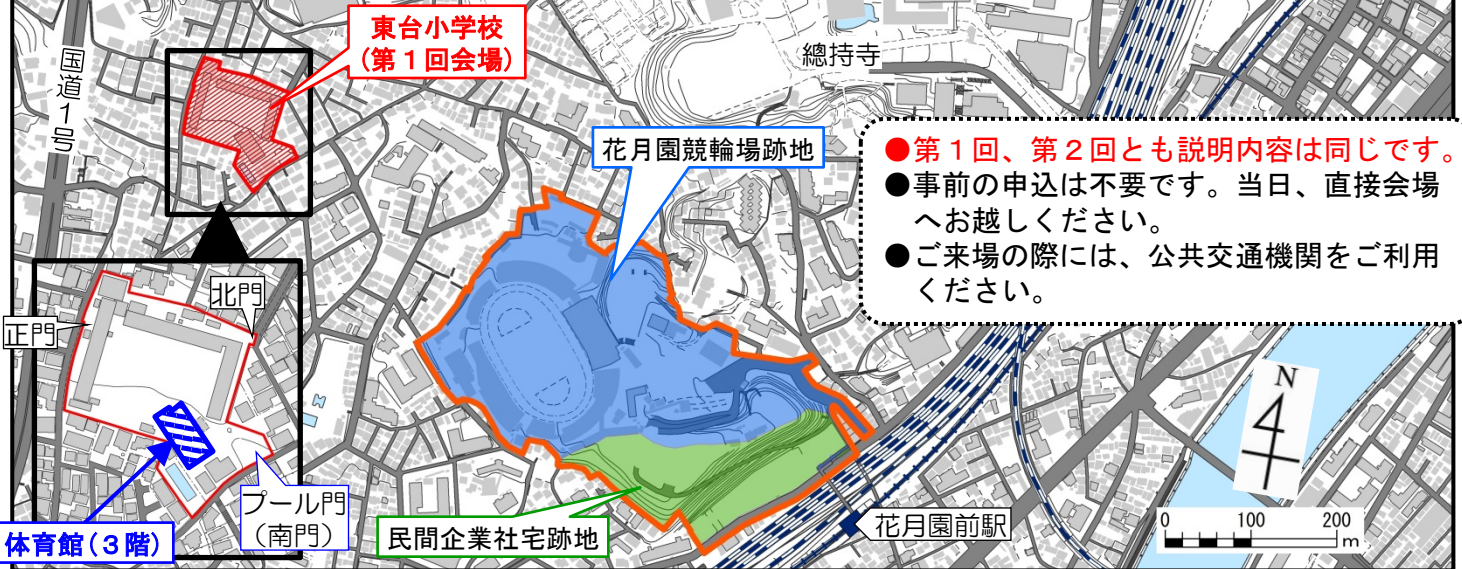 東台小学校
(第１回会場)
国道1号
總持寺
花月園競輪場跡地
●第１回、第２回とも説明内容は同じです。
●事前の申込は不要です。当日、直接会場
へお越しください。
●ご来場の際には、公共交通機関をご利用
ください。
北門
正門
プール門
(南門)
体育館(３階)
民間企業社宅跡地
花月園前駅
N
0 100 200
m